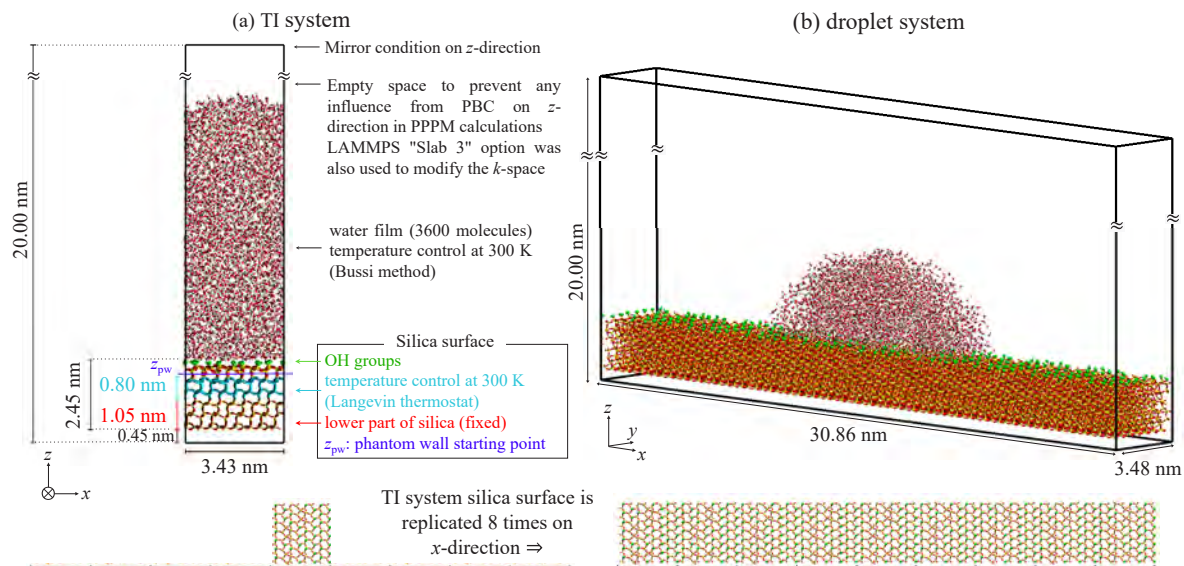 (a) TI system
Mirror condition on z-direction
≈ ≈ ≈
Empty space to prevent any
influence from PBC on z-
direction in PPPM calculations
LAMMPS "Slab 3" option was
also used to modify the k-space
20.00 nm
water film (3600 molecules)
temperature control at 300 K
(Bussi method)
Silica surface
OH groups
temperature control at 300 K
(Langevin thermostat)
lower part of silica (fixed)
zpw: phantom wall starting point
zpw
2.45 nm
0.80 nm
1.05 nm
0.45 nm
3.43 nm
z
x
(b) droplet system
≈ ≈ ≈ ≈ ≈
20.00 nm
z
y
x
30.86 nm
3.48 nm
TI system silica surface is
replicated 8 times on
x-direction ⇒